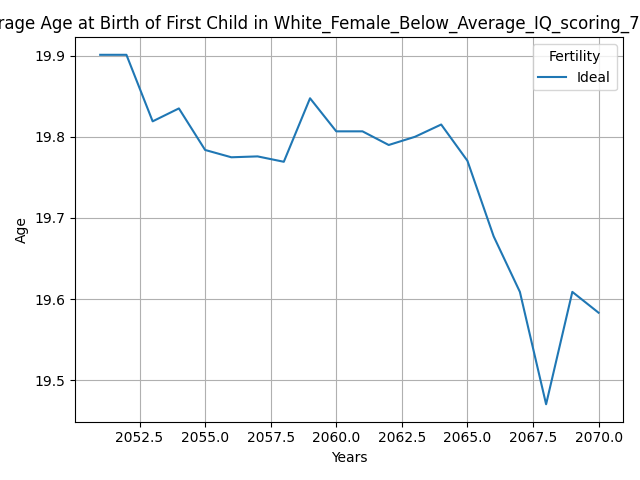 rage Age at Birth of First Child in White_Female_Below_Average_IQ_scoring_7
Fertility
Ideal
19.9
19.8
19.7
19.6
19.5
Age
2052.5 2055.0 2057.5 2060.0 2062.5 2065.0 2067.5 2070.0
Years